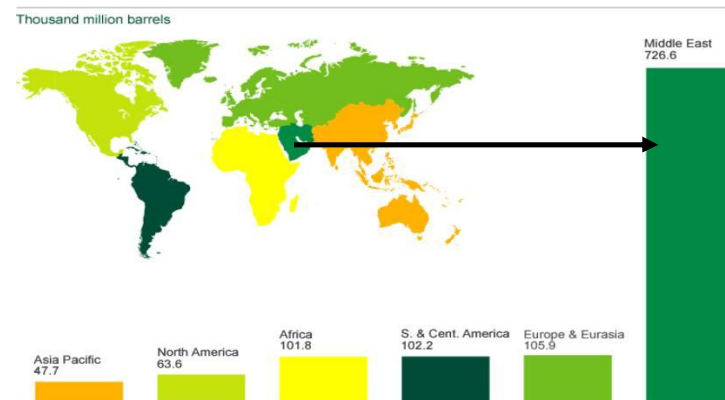 Thousand million barrels
Middle East
726.6
Asia Pacific
47.7
North America
63.6
Africa
101.8
S. & Cent. America
102.2
Europe & Eurasia
105.9